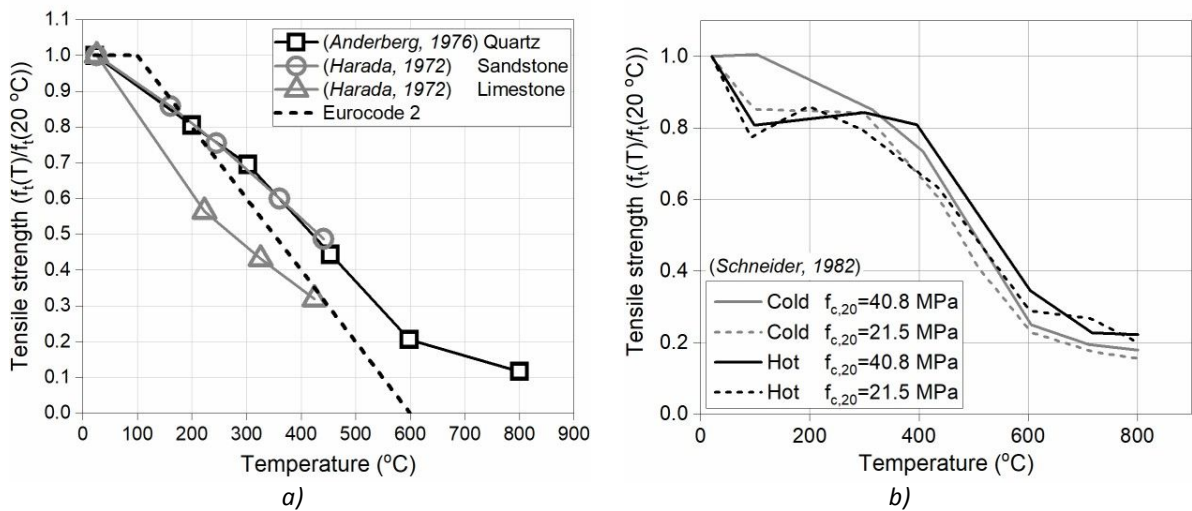 Tensile strength (fₜ(T)/fₜ(20 °C))
1.1
1.0
0.9
0.8
0.7
0.6
0.5
0.4
0.3
0.2
0.1
0.0
(Anderberg, 1976) Quartz
(Harada, 1972) Sandstone
(Harada, 1972) Limestone
Eurocode 2
0 100 200 300 400 500 600 700 800 900
Temperature (°C)
a)
Tensile strength (fₜ(T)/fₜ(20 °C))
1.0
0.8
0.6
0.4
0.2
0.0
(Schneider, 1982)
Cold f_c,20=40.8 MPa
Cold f_c,20=21.5 MPa
Hot f_c,20=40.8 MPa
Hot f_c,20=21.5 MPa
0 200 400 600 800
Temperature (°C)
b)